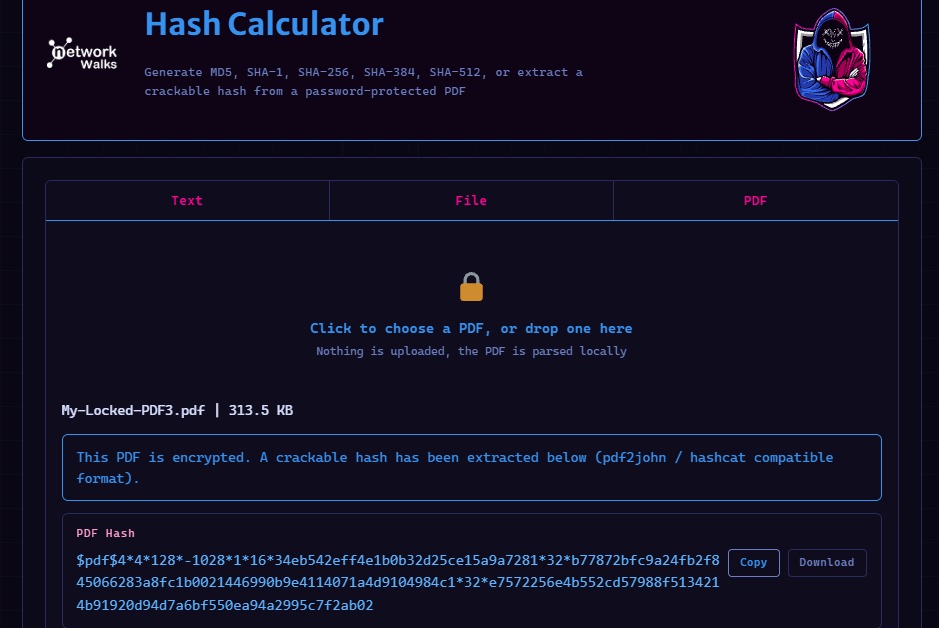 Hash Calculator
network
Walks
Generate MD5, SHA-1, SHA-256, SHA-384, SHA-512, or extract a
crackable hash from a password-protected PDF
Text
File
PDF
Click to choose a PDF, or drop one here
Nothing is uploaded, the PDF is parsed locally
My-Locked-PDF3.pdf | 313.5 KB
This PDF is encrypted. A crackable hash has been extracted below (pdf2john / hashcat compatible
format).
PDF Hash
$pdf$4*4*128*-1028*1*16*34eb542eff4e1b0b32d25ce15a9a7281*32*b77872bfc9a24fb2f8
45066283a8fc1b0021446990b9e4114071a4d9104984c1*32*e7572256e4b552cd57988f513421
4b91920d94d7a6bf550ea94a2995c7f2ab02
Copy
Download